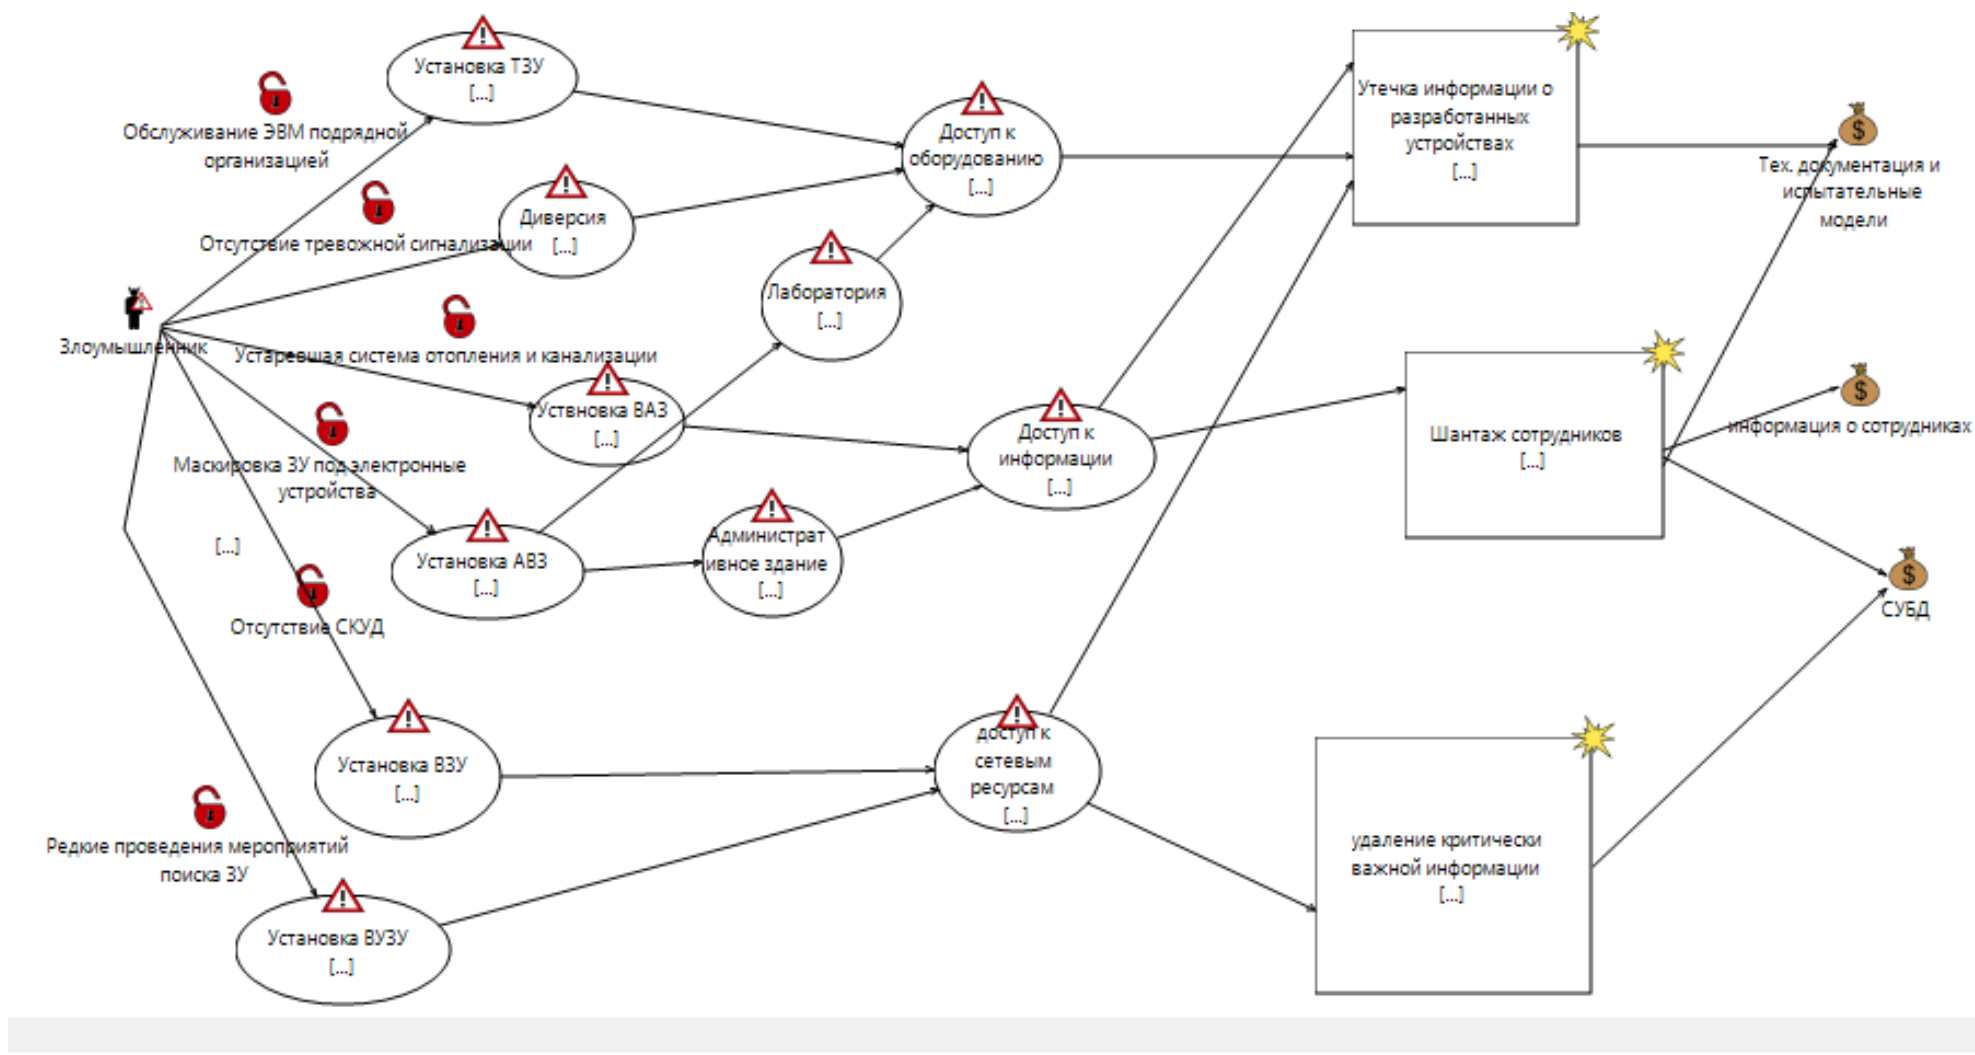 Установка ТЗУ
[...]
Обслуживание ЭВМ подрядной
организацией
Доступ к
оборудованию
[...]
Утечка информации о
разработанных
устройствах
[...]
Тех. документация и
испытательные
модели
Диверсия
[...]
Отсутствие тревожной сигнализации
Лаборатория
[...]
Злоумышленник
Устаревшая система отопления и канализации
Уствновка ВАЗ
[...]
Доступ к
информации
[...]
Шантаж сотрудников
[...]
информация о сотрудниках
Маскировка ЗУ под электронные
устройства
[...]
Установка АВЗ
[...]
Администрат
ивное здание
[...]
Отсутствие СКУД
СУБД
Установка ВЗУ
[...]
доступ к
сетевым
ресурсам
[...]
Редкие проведения мероприятий
поиска ЗУ
удаление критически
важной информации
[...]
Установка ВУЗУ
[...]